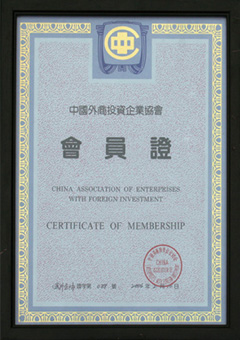 中國外商投資企業協會
會員證
CHINA ASSOCIATION OF ENTERPRISES
WITH FOREIGN INVESTMENT
CERTIFICATE OF MEMBERSHIP
CHINA